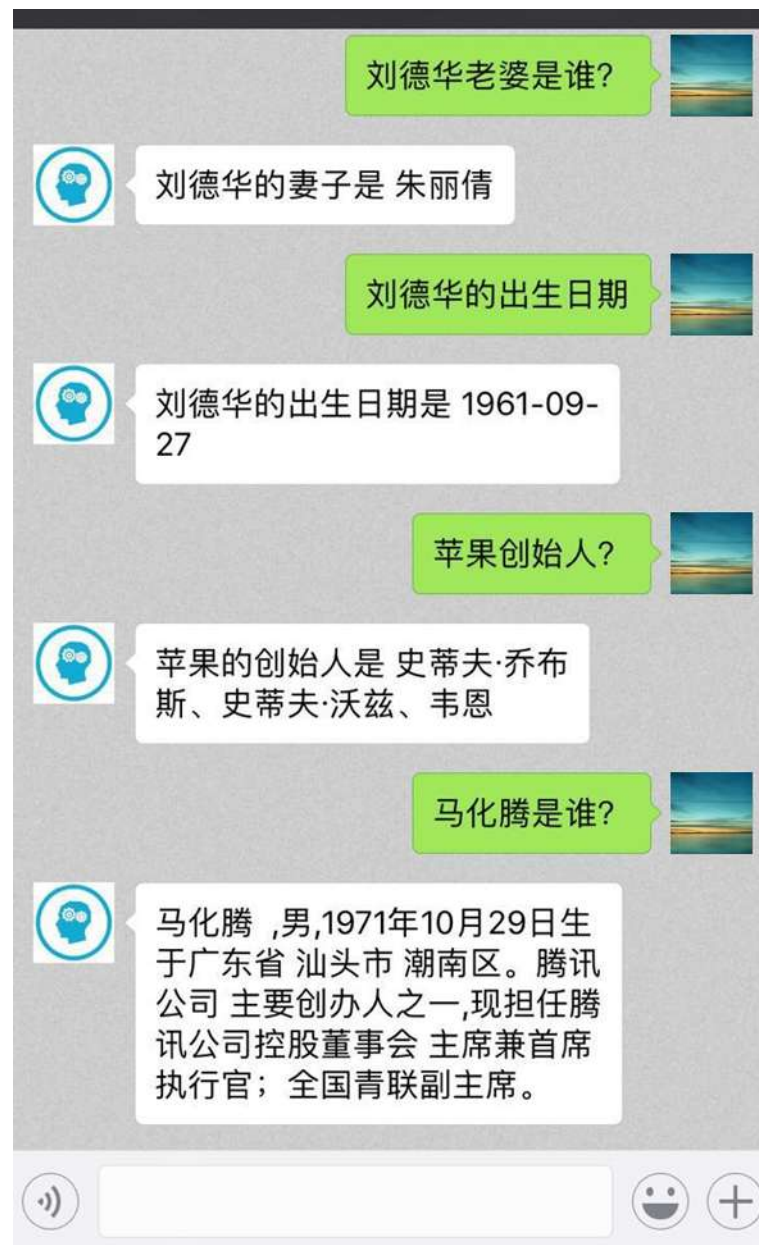 刘德华老婆是谁?
刘德华的妻子是 朱丽倩
刘德华的出生日期
刘德华的出生日期是 1961-09-
27
苹果创始人?
苹果的创始人是 史蒂夫·乔布
斯、史蒂夫·沃兹、韦恩
马化腾是谁?
马化腾 ,男,1971年10月29日生
于广东省 汕头市 潮南区。腾讯
公司 主要创办人之一,现担任腾
讯公司控股董事会 主席兼首席
执行官；全国青联副主席。